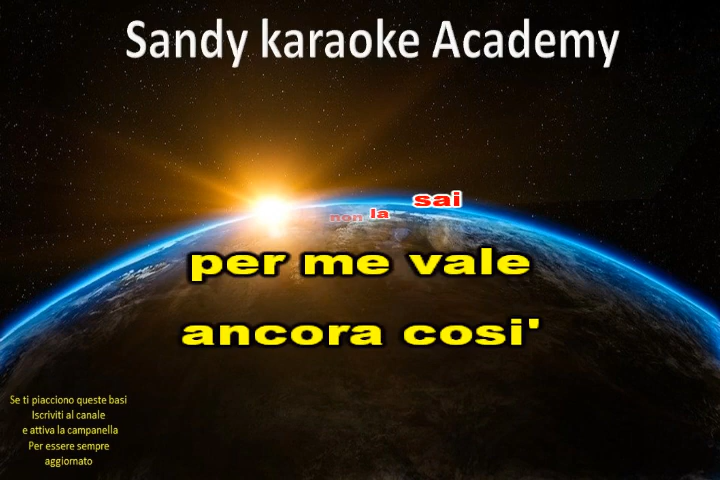 Sandy karaoke Academy
non la sai
per me vale
ancora cosi'
Se ti piacciono queste basi
Iscriviti al canale
e attiva la campanella
Per essere sempre
aggiornato